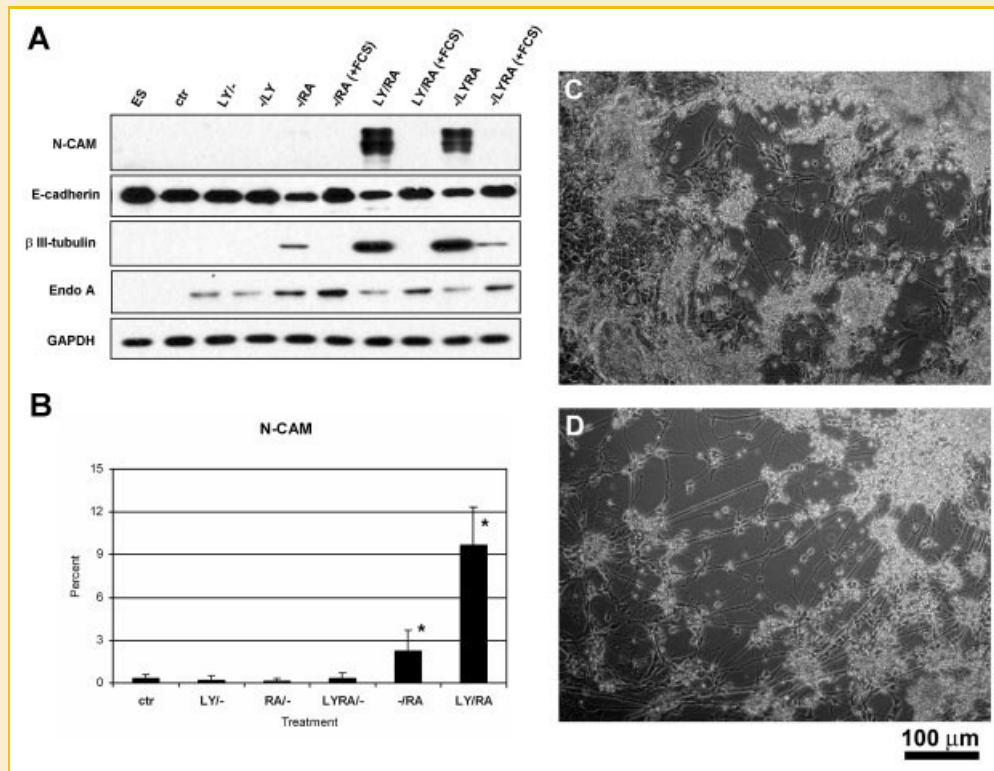 A
ES ctr LY/- -/LY -/RA -/RA (+FCS) LY/RA LY/RA (+FCS) -/LYRA -/LYRA (+FCS)
N-CAM
E-cadherin
β III-tubulin
Endo A
GAPDH
B
N-CAM
15
12
9
6
3
0
Percent
* *
ctr LY/- RA/- LYRA/- -/RA LY/RA
Treatment
C
D
100 μm